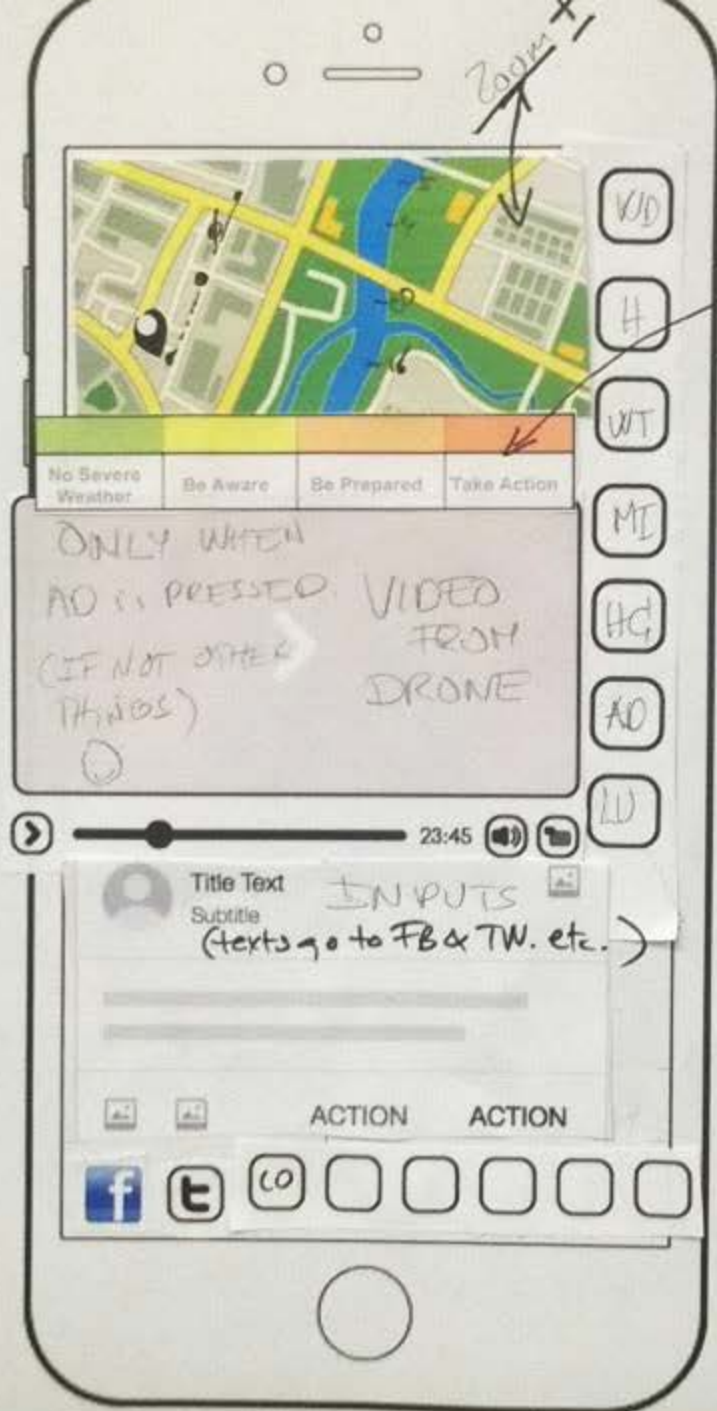 Zoom + -
WD
H
WT
No Severe Weather
Be Aware
Be Prepared
Take Action
MI
ONLY WHEN
AD IS PRESSED
(IF NOT OTHER
THINGS)
VIDEO
FROM
DRONE
HG
AD
23:45
Title Text
Subtitle
INPUTS
(texts go to FB & TW. etc.)
ACTION
ACTION
f
t
CO